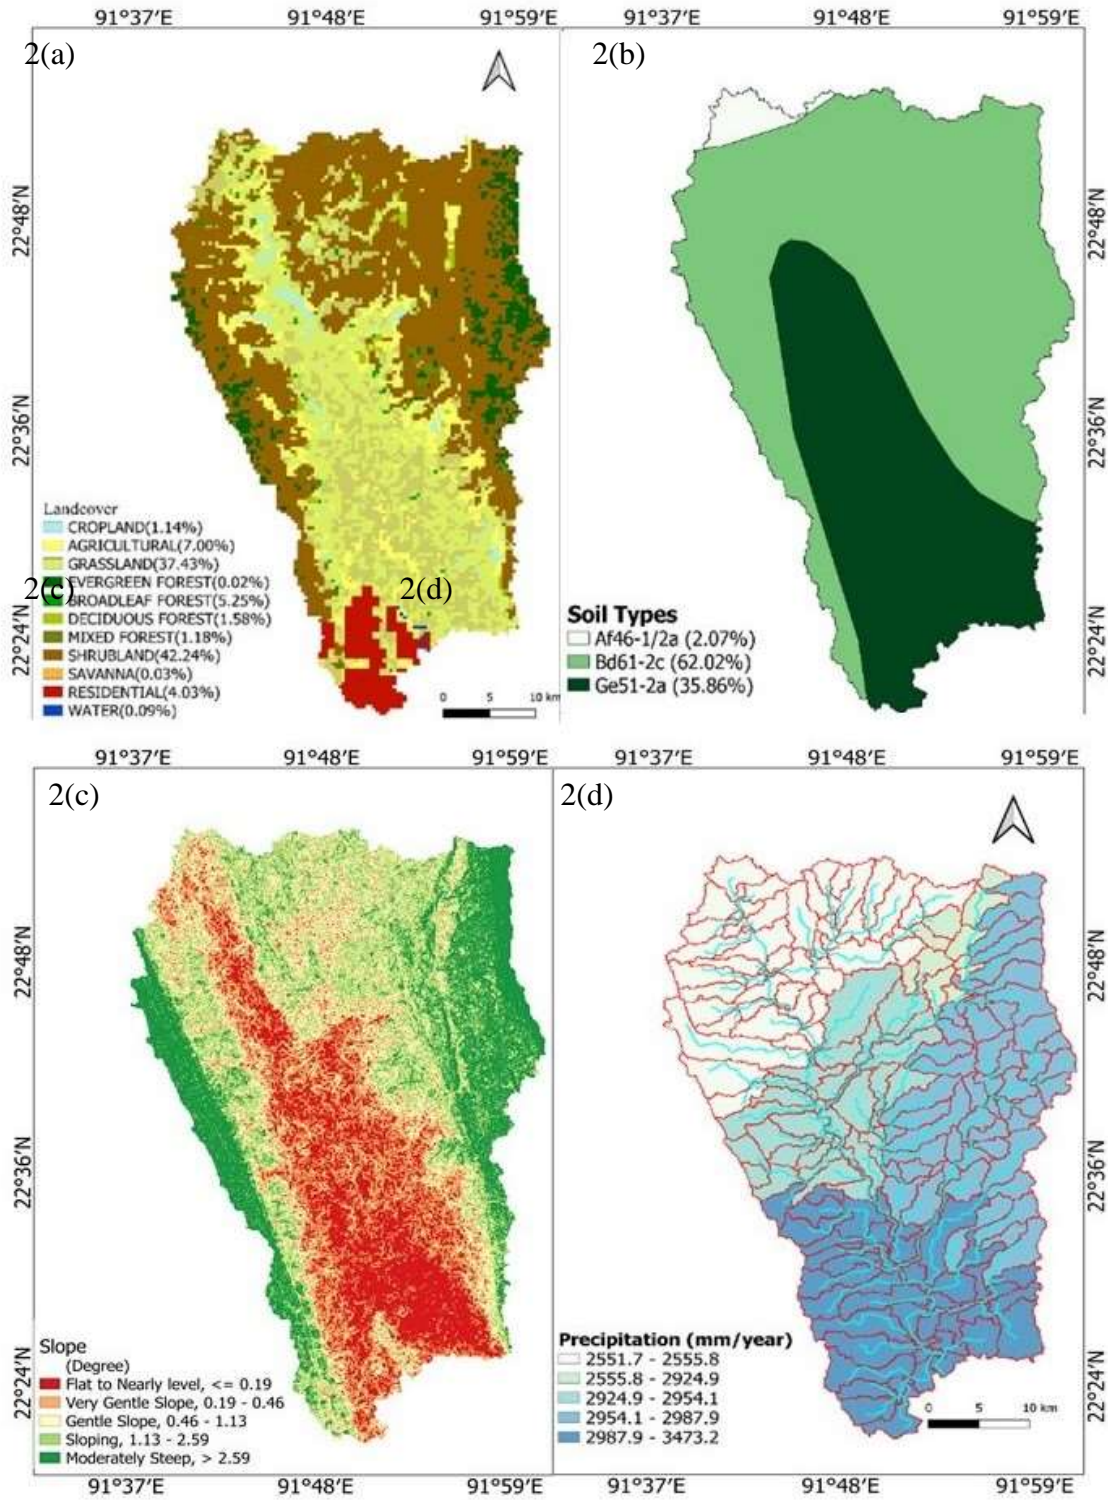 91°37′E 91°48′E 91°59′E 91°37′E 91°48′E 91°59′E
2(a) 2(b)
22°48′N
22°36′N
22°24′N
22°48′N
22°36′N
22°24′N
Landcover
CROPLAND(1.14%)
AGRICULTURAL(7.00%)
GRASSLAND(37.43%)
EVERGREEN FOREST(0.02%)
2(c) 2(d)
BROADLEAF FOREST(5.25%)
DECIDUOUS FOREST(1.58%)
MIXED FOREST(1.18%)
SHRUBLAND(42.24%)
SAVANNA(0.03%)
RESIDENTIAL(4.03%)
WATER(0.09%)
0 5 10 km
Soil Types
Af46-1/2a (2.07%)
Bd61-2c (62.02%)
Ge51-2a (35.86%)
91°37′E 91°48′E 91°59′E 91°37′E 91°48′E 91°59′E
2(c) 2(d)
22°48′N
22°36′N
22°24′N
22°48′N
22°36′N
22°24′N
Slope
(Degree)
Flat to Nearly level, <= 0.19
Very Gentle Slope, 0.19 - 0.46
Gentle Slope, 0.46 - 1.13
Sloping, 1.13 - 2.59
Moderately Steep, > 2.59
Precipitation (mm/year)
2551.7 - 2555.8
2555.8 - 2924.9
2924.9 - 2954.1
2954.1 - 2987.9
2987.9 - 3473.2
0 5 10 km
91°37′E 91°48′E 91°59′E 91°37′E 91°48′E 91°59′E